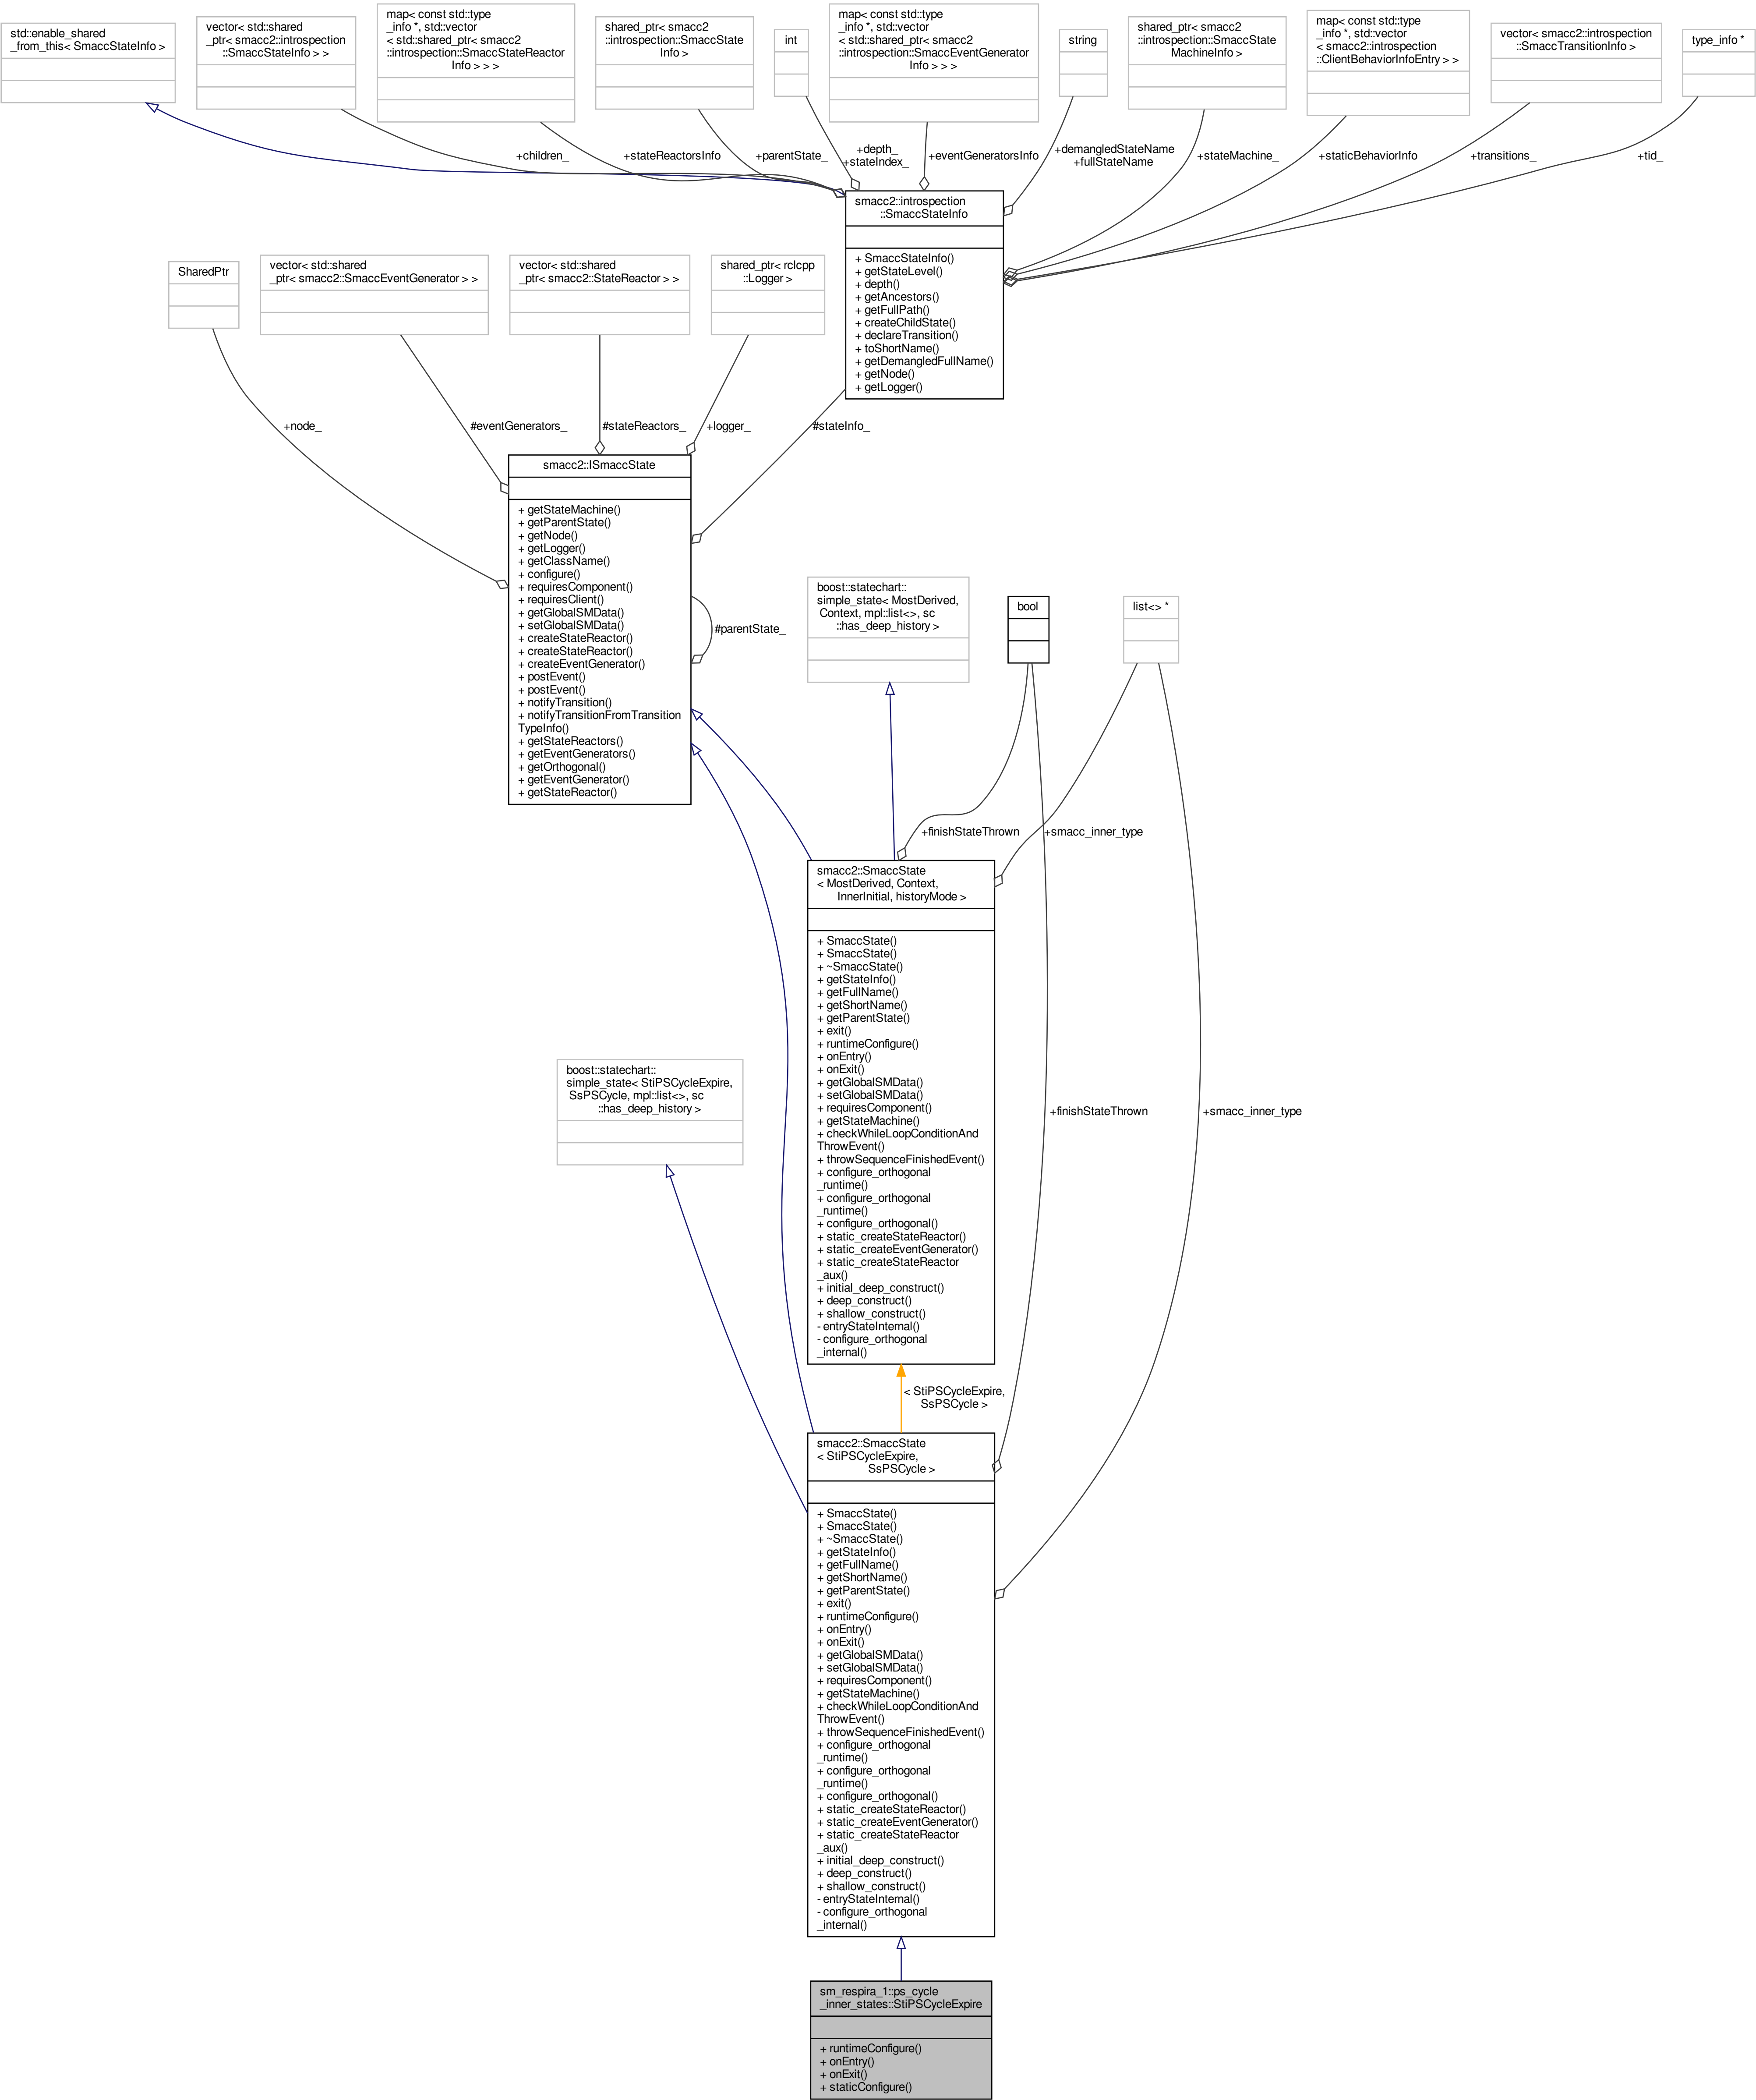 std::enable_shared
_from_this< SmaccStateInfo >
vector< std::shared
_ptr< smacc2::introspection
::SmaccStateInfo > >
map< const std::type
_info *, std::vector
< std::shared_ptr< smacc2
::introspection::SmaccStateReactor
Info > > >
shared_ptr< smacc2
::introspection::SmaccState
Info >
int
map< const std::type
_info *, std::vector
< std::shared_ptr< smacc2
::introspection::SmaccEventGenerator
Info > > >
string
shared_ptr< smacc2
::introspection::SmaccState
MachineInfo >
map< const std::type
_info *, std::vector
< smacc2::introspection
::ClientBehaviorInfoEntry > >
vector< smacc2::introspection
::SmaccTransitionInfo >
type_info *
+children_
+stateReactorsInfo
+parentState_
+depth_
+stateIndex_
+eventGeneratorsInfo
+demangledStateName
+fullStateName
+stateMachine_
+staticBehaviorInfo
+transitions_
+tid_
smacc2::introspection
::SmaccStateInfo
+ SmaccStateInfo()
+ getStateLevel()
+ depth()
+ getAncestors()
+ getFullPath()
+ createChildState()
+ declareTransition()
+ toShortName()
+ getDemangledFullName()
+ getNode()
+ getLogger()
SharedPtr
vector< std::shared
_ptr< smacc2::SmaccEventGenerator > >
vector< std::shared
_ptr< smacc2::StateReactor > >
shared_ptr< rclcpp
::Logger >
+node_
#eventGenerators_
#stateReactors_
+logger_
#stateInfo_
smacc2::ISmaccState
+ getStateMachine()
+ getParentState()
+ getNode()
+ getLogger()
+ getClassName()
+ configure()
+ requiresComponent()
+ requiresClient()
+ getGlobalSMData()
+ setGlobalSMData()
+ createStateReactor()
+ createStateReactor()
+ createEventGenerator()
+ postEvent()
+ postEvent()
+ notifyTransition()
+ notifyTransitionFromTransition
TypeInfo()
+ getStateReactors()
+ getEventGenerators()
+ getOrthogonal()
+ getEventGenerator()
+ getStateReactor()
#parentState_
boost::statechart::
simple_state< MostDerived,
Context, mpl::list<>, sc
::has_deep_history >
bool
list<> *
+finishStateThrown
+smacc_inner_type
smacc2::SmaccState
< MostDerived, Context,
InnerInitial, historyMode >
+ SmaccState()
+ SmaccState()
+ ~SmaccState()
+ getStateInfo()
+ getFullName()
+ getShortName()
+ getParentState()
+ exit()
+ runtimeConfigure()
+ onEntry()
+ onExit()
+ getGlobalSMData()
+ setGlobalSMData()
+ requiresComponent()
+ getStateMachine()
+ checkWhileLoopConditionAnd
ThrowEvent()
+ throwSequenceFinishedEvent()
+ configure_orthogonal
_runtime()
+ configure_orthogonal
_runtime()
+ configure_orthogonal()
+ static_createStateReactor()
+ static_createEventGenerator()
+ static_createStateReactor
_aux()
+ initial_deep_construct()
+ deep_construct()
+ shallow_construct()
- entryStateInternal()
- configure_orthogonal
_internal()
boost::statechart::
simple_state< StiPSCycleExpire,
SsPSCycle, mpl::list<>, sc
::has_deep_history >
+finishStateThrown
+smacc_inner_type
< StiPSCycleExpire,
SsPSCycle >
smacc2::SmaccState
< StiPSCycleExpire,
SsPSCycle >
+ SmaccState()
+ SmaccState()
+ ~SmaccState()
+ getStateInfo()
+ getFullName()
+ getShortName()
+ getParentState()
+ exit()
+ runtimeConfigure()
+ onEntry()
+ onExit()
+ getGlobalSMData()
+ setGlobalSMData()
+ requiresComponent()
+ getStateMachine()
+ checkWhileLoopConditionAnd
ThrowEvent()
+ throwSequenceFinishedEvent()
+ configure_orthogonal
_runtime()
+ configure_orthogonal
_runtime()
+ configure_orthogonal()
+ static_createStateReactor()
+ static_createEventGenerator()
+ static_createStateReactor
_aux()
+ initial_deep_construct()
+ deep_construct()
+ shallow_construct()
- entryStateInternal()
- configure_orthogonal
_internal()
sm_respira_1::ps_cycle
_inner_states::StiPSCycleExpire
+ runtimeConfigure()
+ onEntry()
+ onExit()
+ staticConfigure()